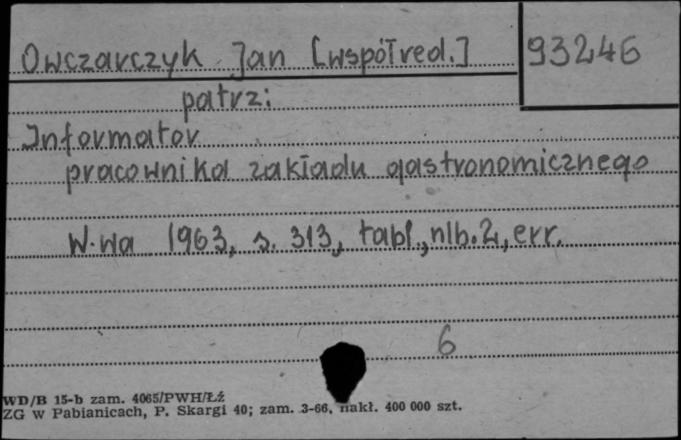 Owczarczyk Jan [współred.] 93246
patrz:
Informator
pracownika zakładu gastronomicznego
W-wa 1963, s. 313, tabl., nlb. 2, err.
6
WD/B 15-b zam. 4065/PWH/Łź
ZG w Pabianicach, P. Skargi 40; zam. 3-66, nakł. 400 000 szt.